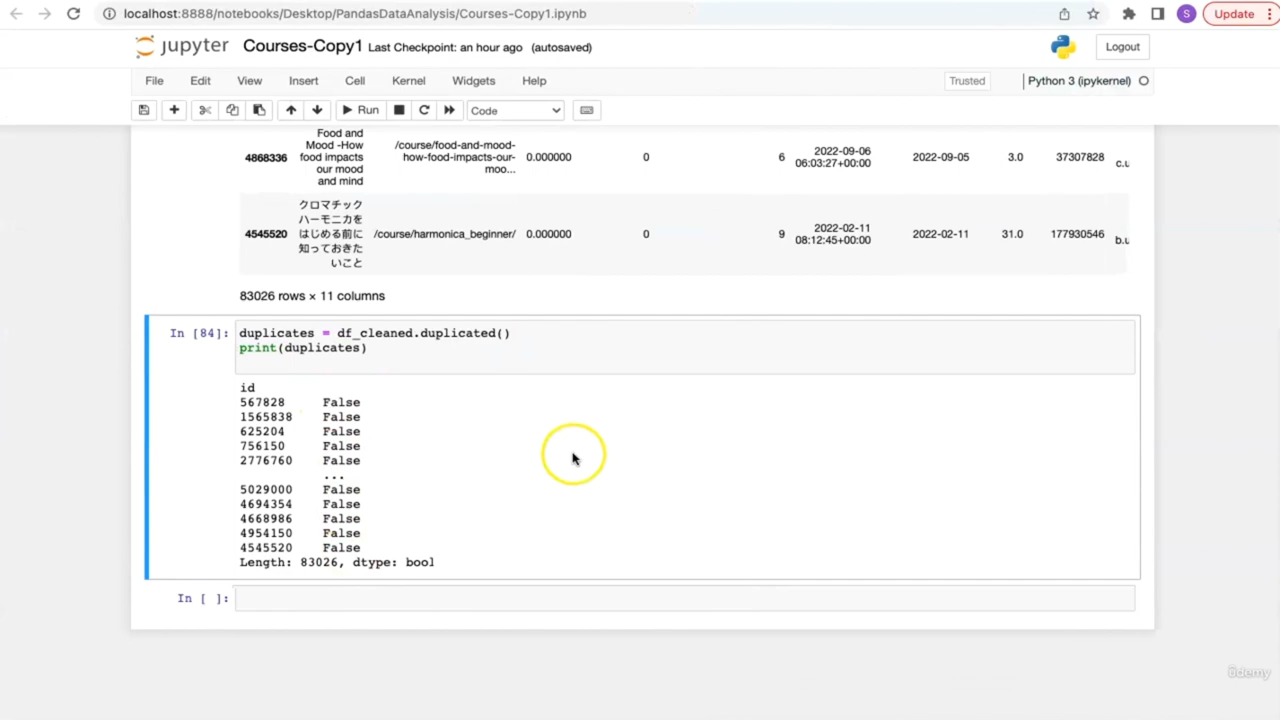 localhost:8888/notebooks/Desktop/PandasDataAnalysis/Courses-Copy1.ipynb
S
Update
jupyter Courses-Copy1 Last Checkpoint: an hour ago (autosaved)
Logout
File Edit View Insert Cell Kernel Widgets Help
Trusted
Python 3 (ipykernel)
Run
Code
4868336
Food and
Mood -How
food impacts
our mood
and mind
/course/food-and-mood-
how-food-impacts-our-
moo...
0.000000 0 6
2022-09-06
06:03:27+00:00
2022-09-05 3.0 37307828 c.u
4545520
クロマチック
ハーモニカを
はじめる前に
知っておきた
いこと
/course/harmonica_beginner/ 0.000000 0 9
2022-02-11
08:12:45+00:00
2022-02-11 31.0 177930546 b.u
83026 rows × 11 columns
In [84]: duplicates = df_cleaned.duplicated()
print(duplicates)
id
567828 False
1565838 False
625204 False
756150 False
2776760 False
...
5029000 False
4694354 False
4668986 False
4954150 False
4545520 False
Length: 83026, dtype: bool
In [ ]:
ûdemy